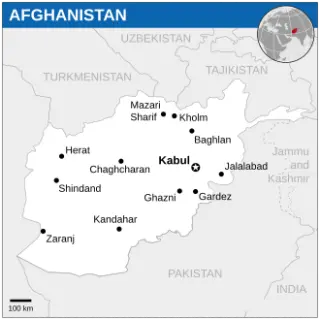 AFGHANISTAN
UZBEKISTAN
TAJIKISTAN
TURKMENISTAN
Mazari
Sharif
Kholm
Baghlan
Jammu
and
Kashmir
Herat
Chaghcharan
Kabul
Jalalabad
Shindand
Ghazni
Gardez
Kandahar
Zaranj
PAKISTAN
INDIA
100 km